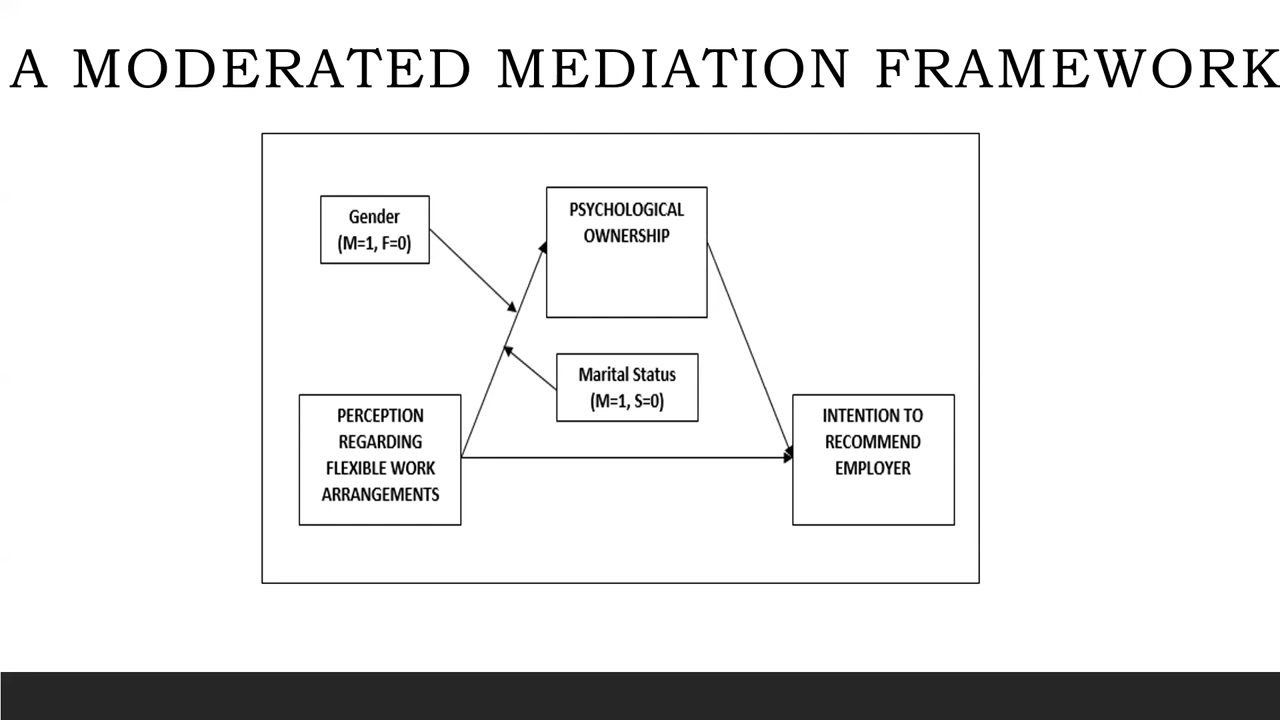 A MODERATED MEDIATION FRAMEWORK
Gender
(M=1, F=0)
PSYCHOLOGICAL
OWNERSHIP
Marital Status
(M=1, S=0)
PERCEPTION
REGARDING
FLEXIBLE WORK
ARRANGEMENTS
INTENTION TO
RECOMMEND
EMPLOYER